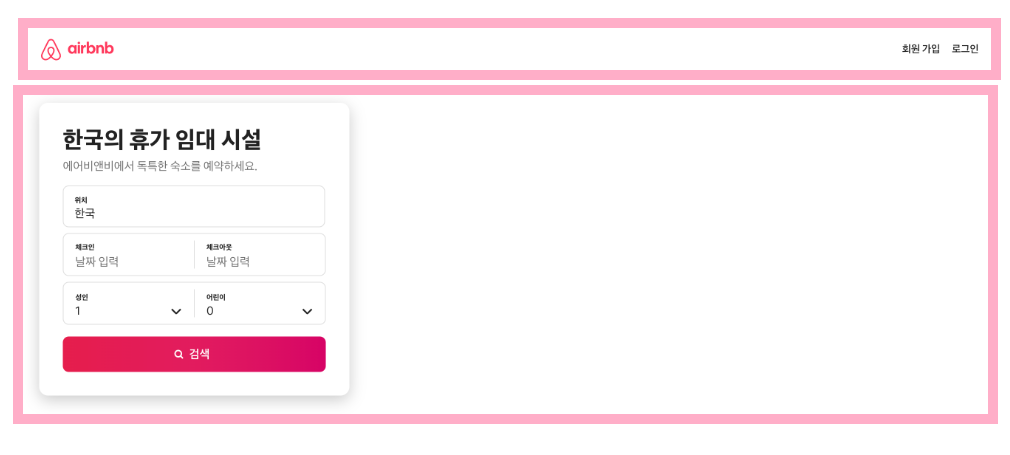 airbnb
회원 가입 로그인
한국의 휴가 임대 시설
에어비앤비에서 독특한 숙소를 예약하세요.
위치
한국
체크인 체크아웃
날짜 입력 날짜 입력
성인 어린이
1 0
검색